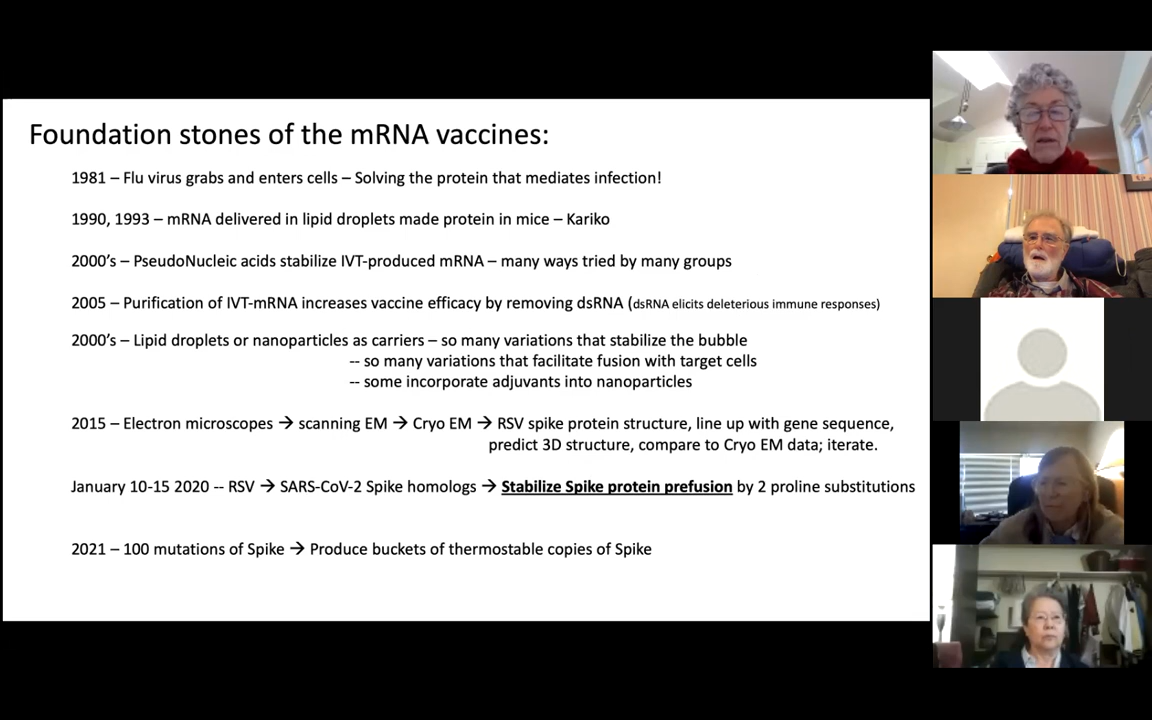 Foundation stones of the mRNA vaccines:
1981 – Flu virus grabs and enters cells – Solving the protein that mediates infection!
1990, 1993 – mRNA delivered in lipid droplets made protein in mice – Kariko
2000's – PseudoNucleic acids stabilize IVT-produced mRNA – many ways tried by many groups
2005 – Purification of IVT-mRNA increases vaccine efficacy by removing dsRNA (dsRNA elicits deleterious immune responses)
2000's – Lipid droplets or nanoparticles as carriers – so many variations that stabilize the bubble
-- so many variations that facilitate fusion with target cells
-- some incorporate adjuvants into nanoparticles
2015 – Electron microscopes → scanning EM → Cryo EM → RSV spike protein structure, line up with gene sequence,
predict 3D structure, compare to Cryo EM data; iterate.
January 10-15 2020 -- RSV → SARS-CoV-2 Spike homologs → Stabilize Spike protein prefusion by 2 proline substitutions
2021 – 100 mutations of Spike → Produce buckets of thermostable copies of Spike